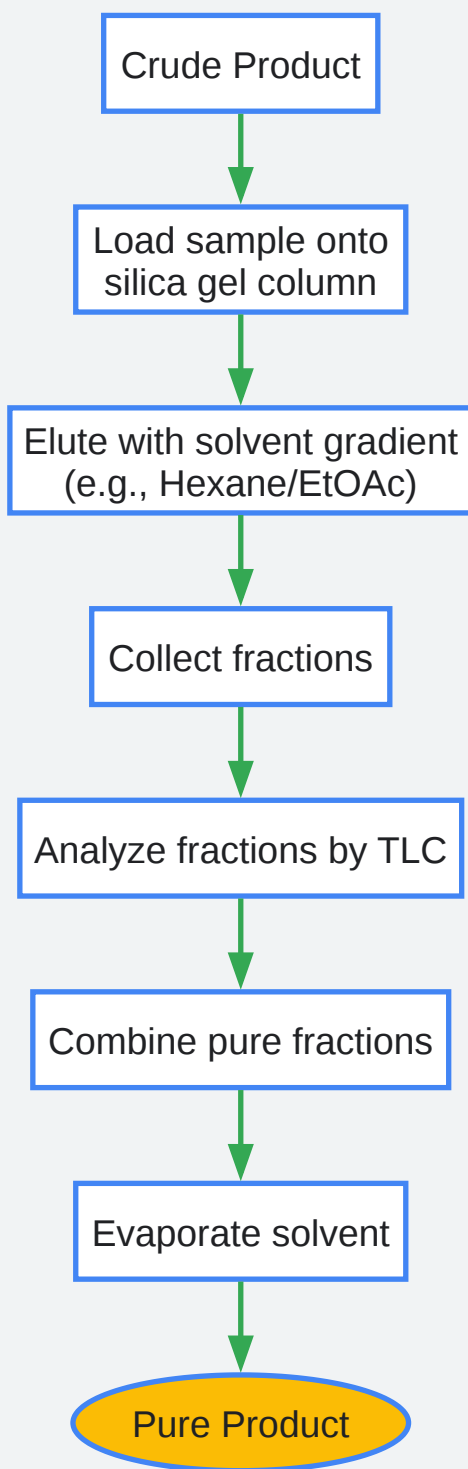 Crude Product
Load sample onto
silica gel column
Elute with solvent gradient
(e.g., Hexane/EtOAc)
Collect fractions
Analyze fractions by TLC
Combine pure fractions
Evaporate solvent
Pure Product